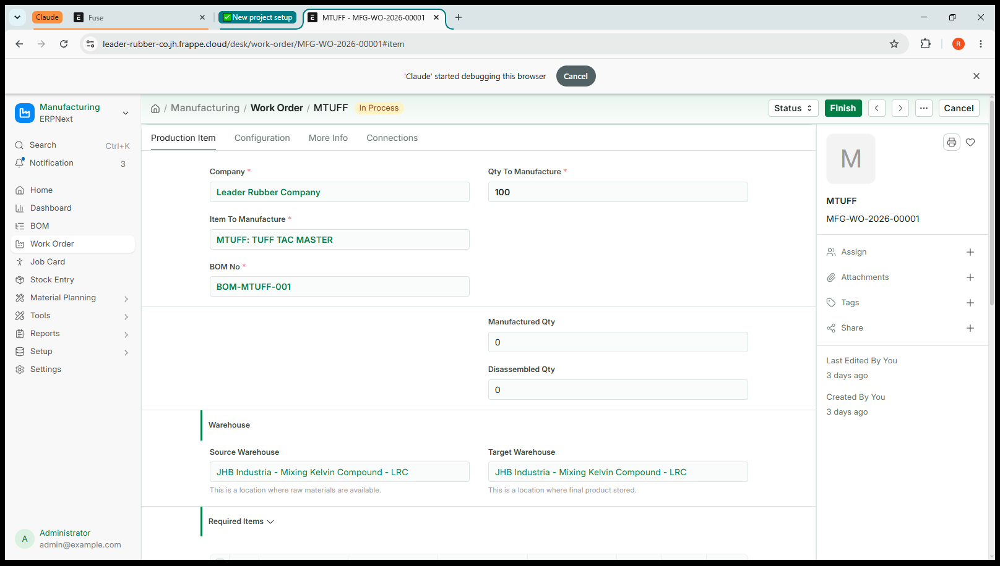 Claude
Fuse
New project setup
MTUFF - MFG-WO-2026-00001
leader-rubber-co.jh.frappe.cloud/desk/work-order/MFG-WO-2026-00001#item
R
'Claude' started debugging this browser
Cancel
Manufacturing
ERPNext
/ Manufacturing / Work Order / MTUFF
In Process
Status
Finish
Cancel
Search
Ctrl+K
Notification
3
Home
Dashboard
BOM
Work Order
Job Card
Stock Entry
Material Planning
Tools
Reports
Setup
Settings
A
Administrator
admin@example.com
Production Item
Configuration
More Info
Connections
Company *
Leader Rubber Company
Qty To Manufacture *
100
Item To Manufacture *
MTUFF: TUFF TAC MASTER
BOM No *
BOM-MTUFF-001
Manufactured Qty
0
Disassembled Qty
0
Warehouse
Source Warehouse
JHB Industria - Mixing Kelvin Compound - LRC
This is a location where raw materials are available.
Target Warehouse
JHB Industria - Mixing Kelvin Compound - LRC
This is a location where final product stored.
Required Items
M
MTUFF
MFG-WO-2026-00001
Assign
Attachments
Tags
Share
Last Edited By You
3 days ago
Created By You
3 days ago